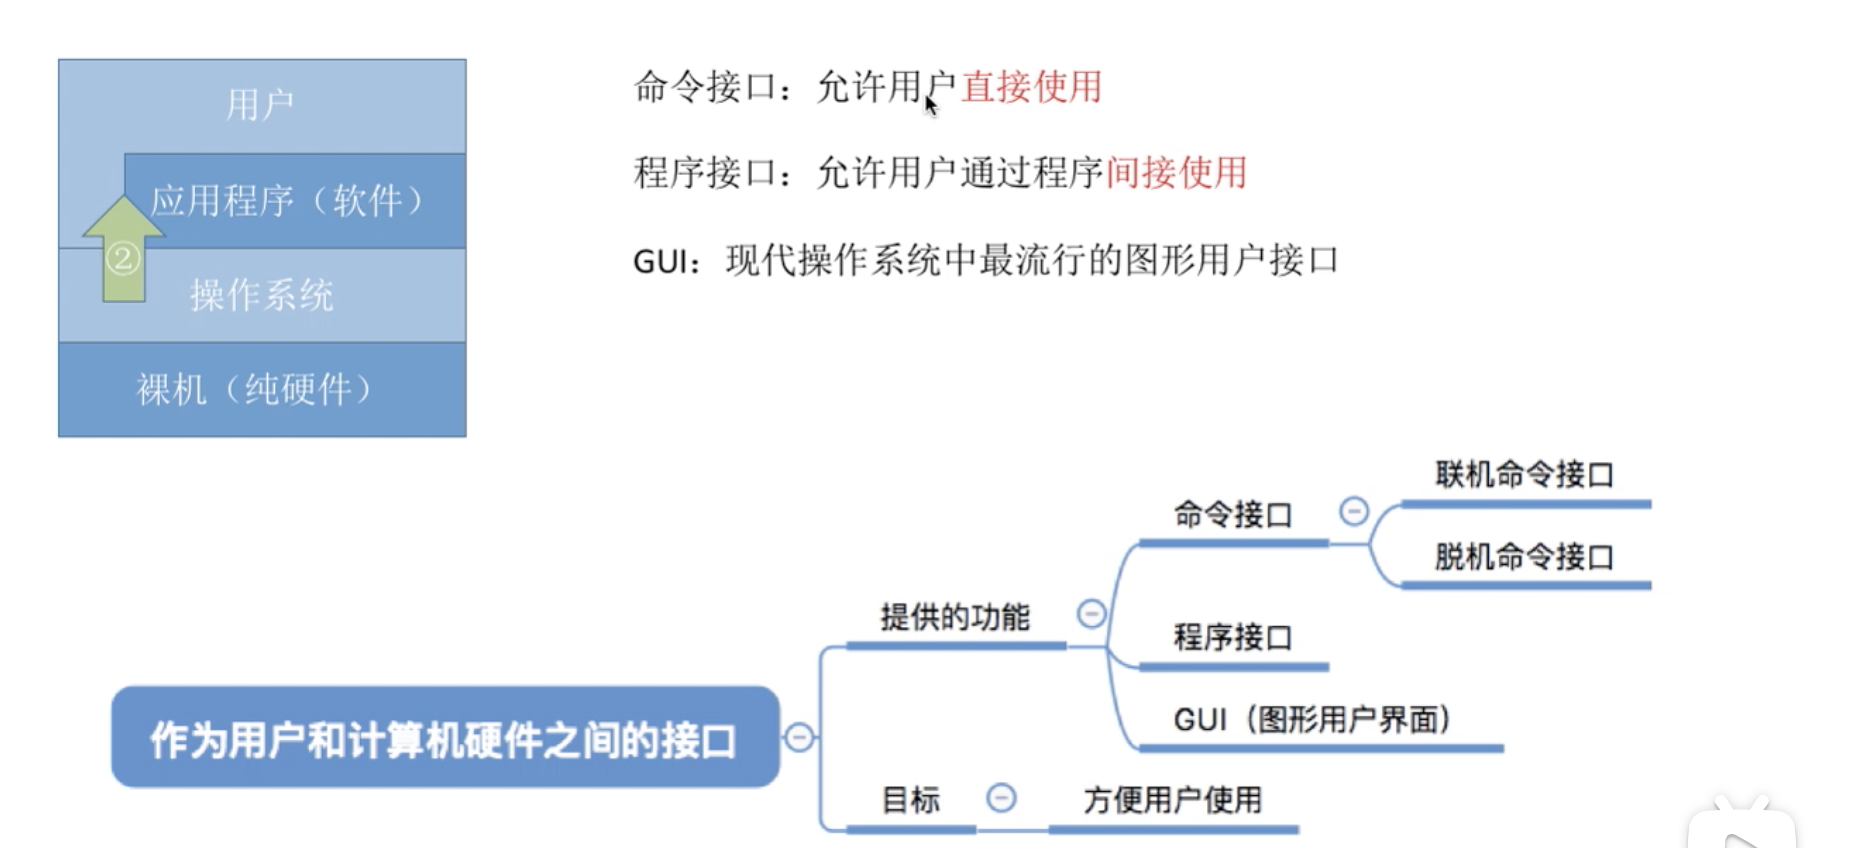 用户
应用程序（软件）
②
操作系统
裸机（纯硬件）
命令接口：允许用户直接使用
程序接口：允许用户通过程序间接使用
GUI：现代操作系统中最流行的图形用户接口
作为用户和计算机硬件之间的接口
提供的功能
命令接口
联机命令接口
脱机命令接口
程序接口
GUI（图形用户界面）
目标
方便用户使用